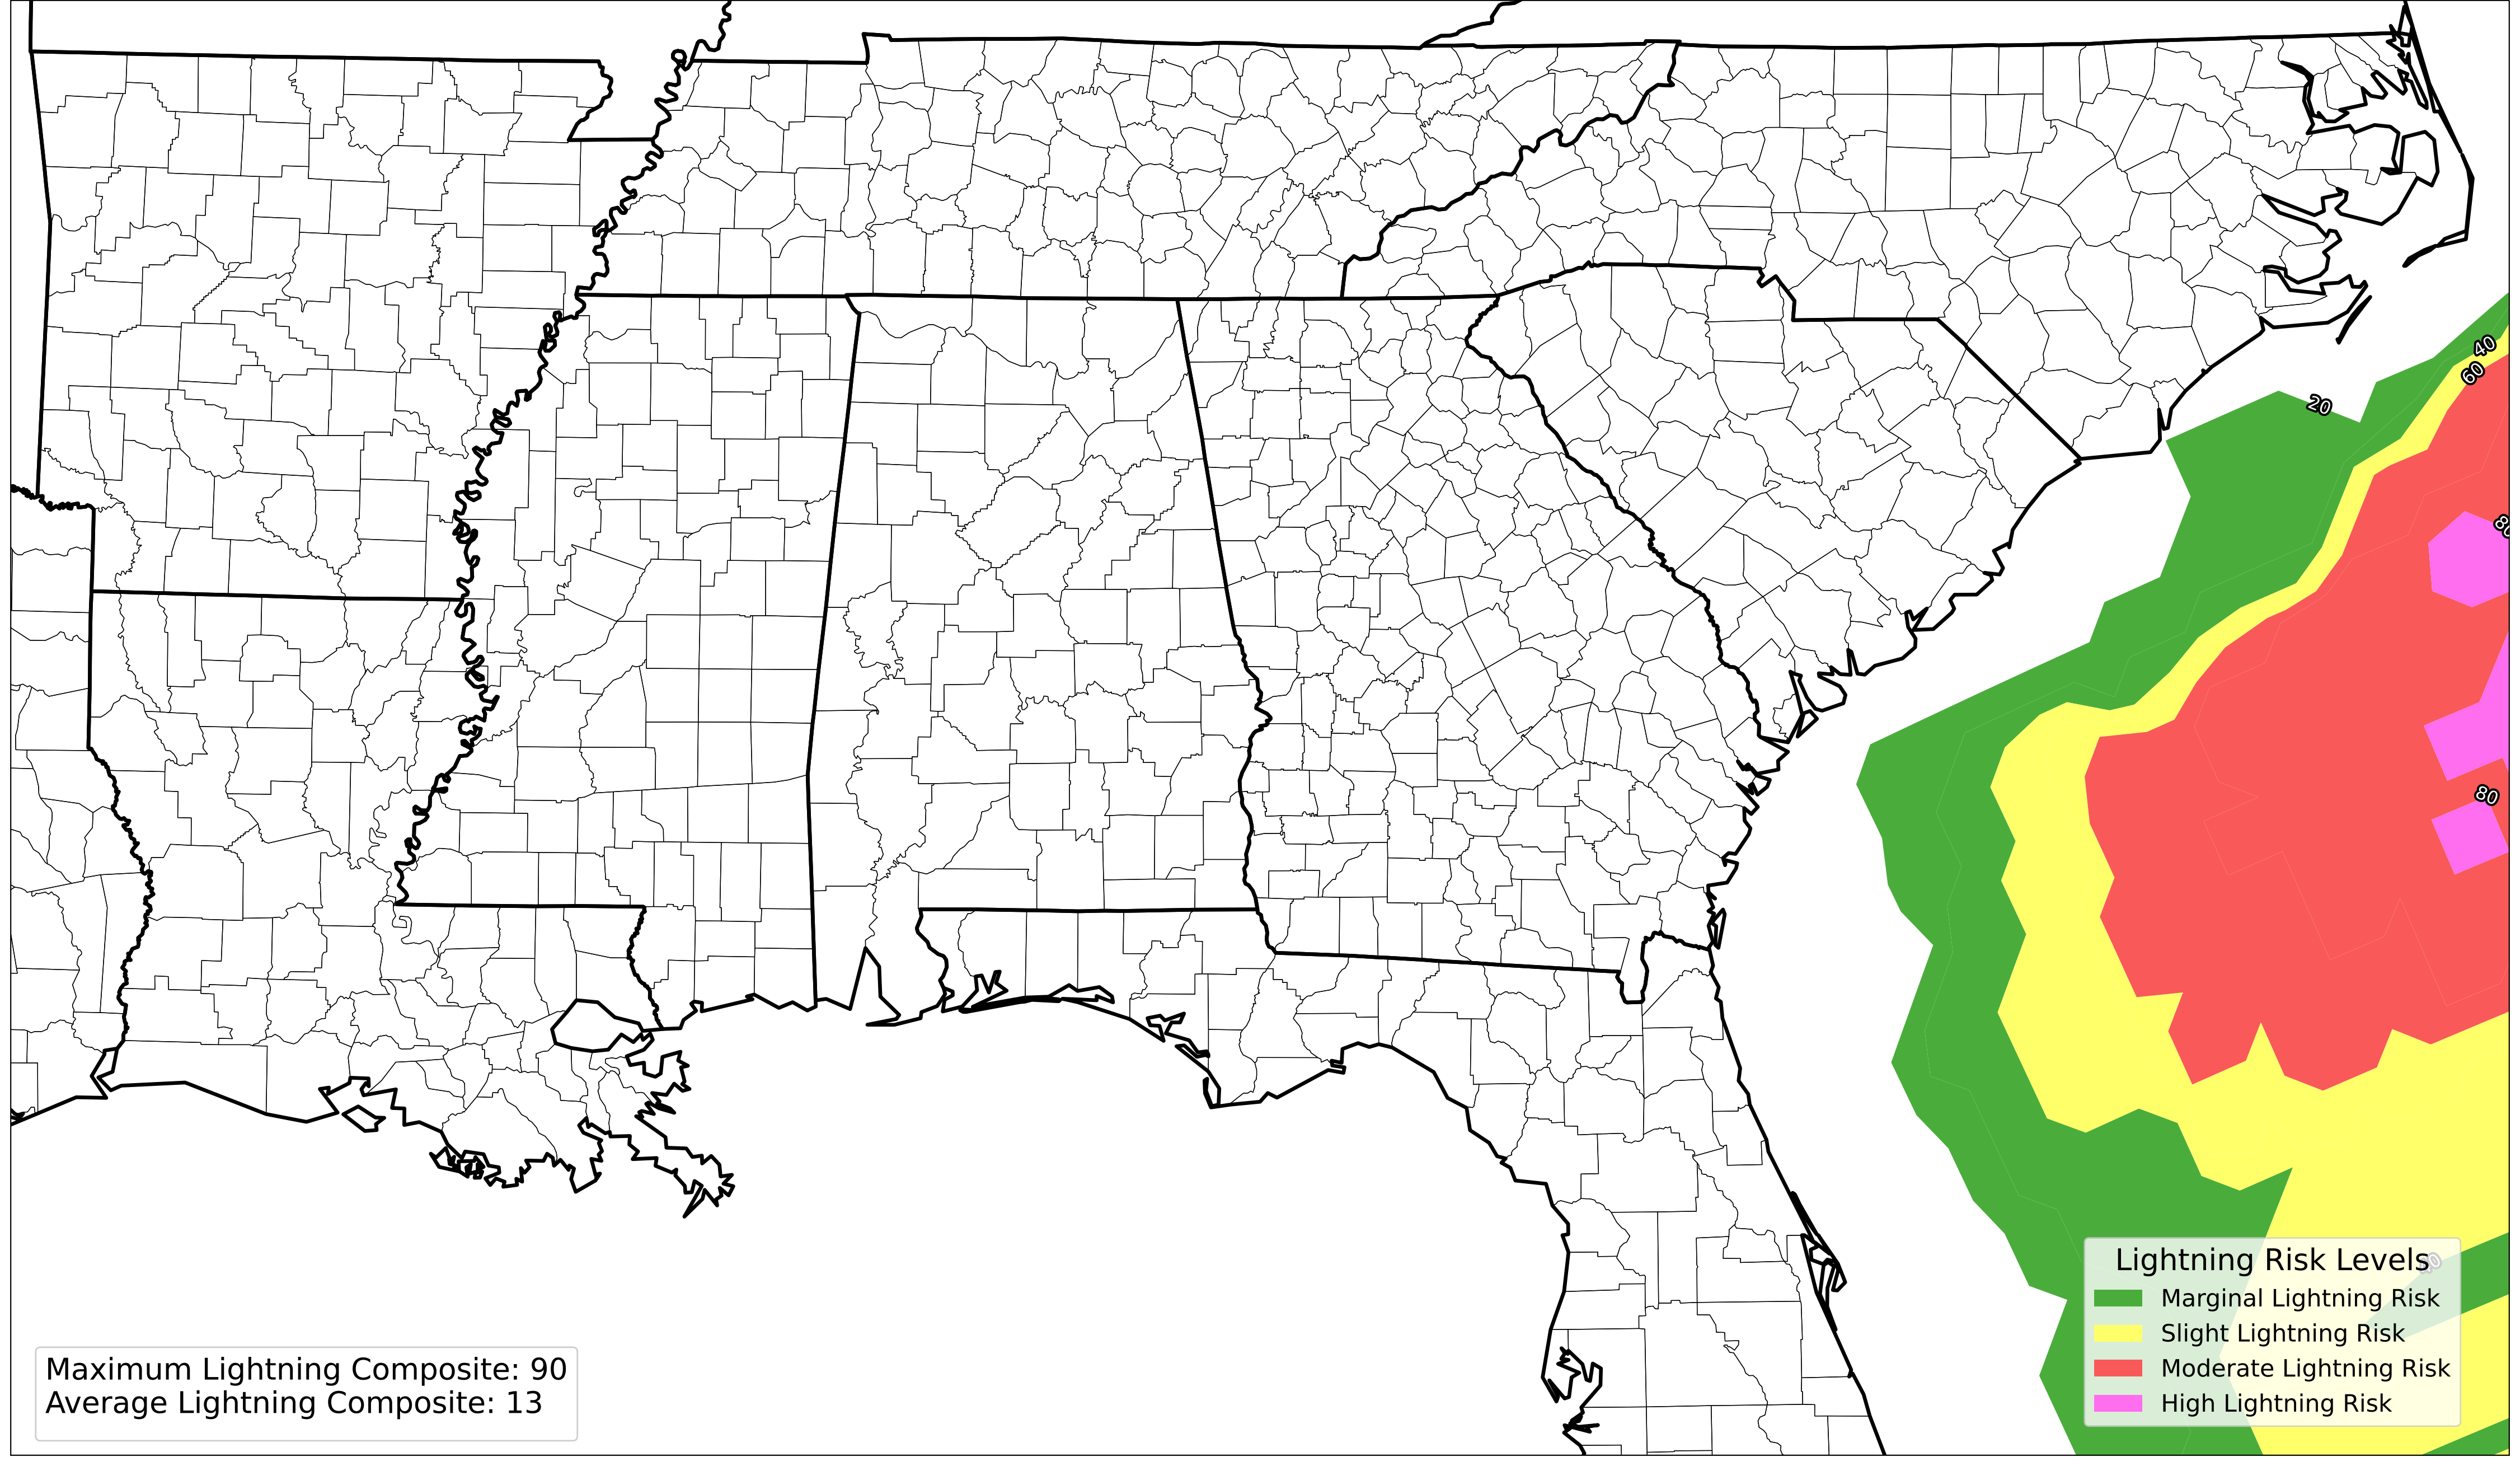 40
60
20
80
80
Lightning Risk Levels
Marginal Lightning Risk
Slight Lightning Risk
Moderate Lightning Risk
High Lightning Risk
Maximum Lightning Composite: 90
Average Lightning Composite: 13